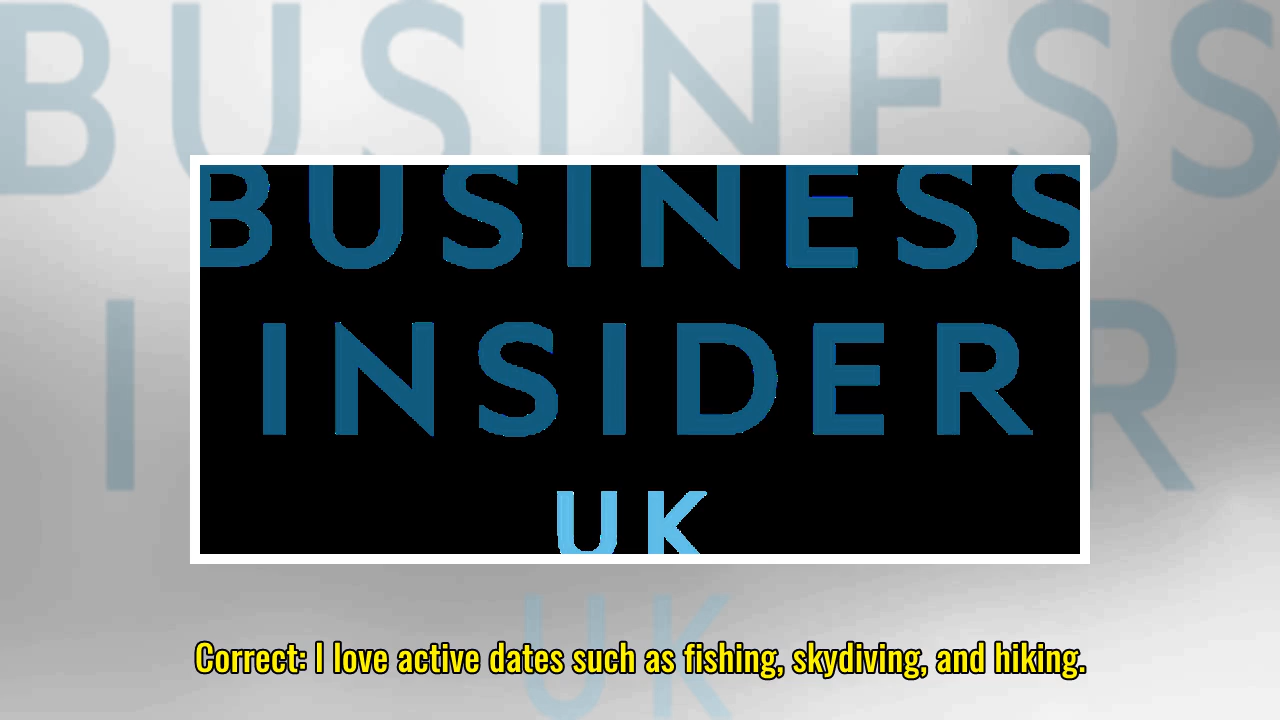 BUSINESS
INSIDER
UK
Correct: I love active dates such as fishing, skydiving, and hiking.